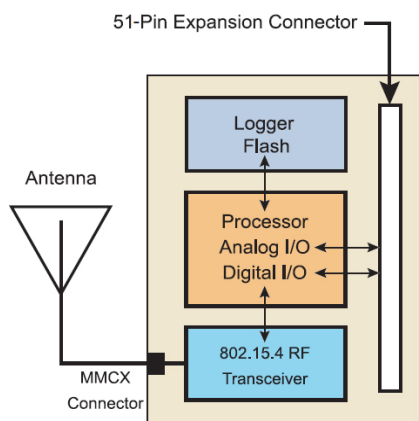 51-Pin Expansion Connector
Logger
Flash
Antenna
Processor
Analog I/O
Digital I/O
802.15.4 RF
Transceiver
MMCX
Connector